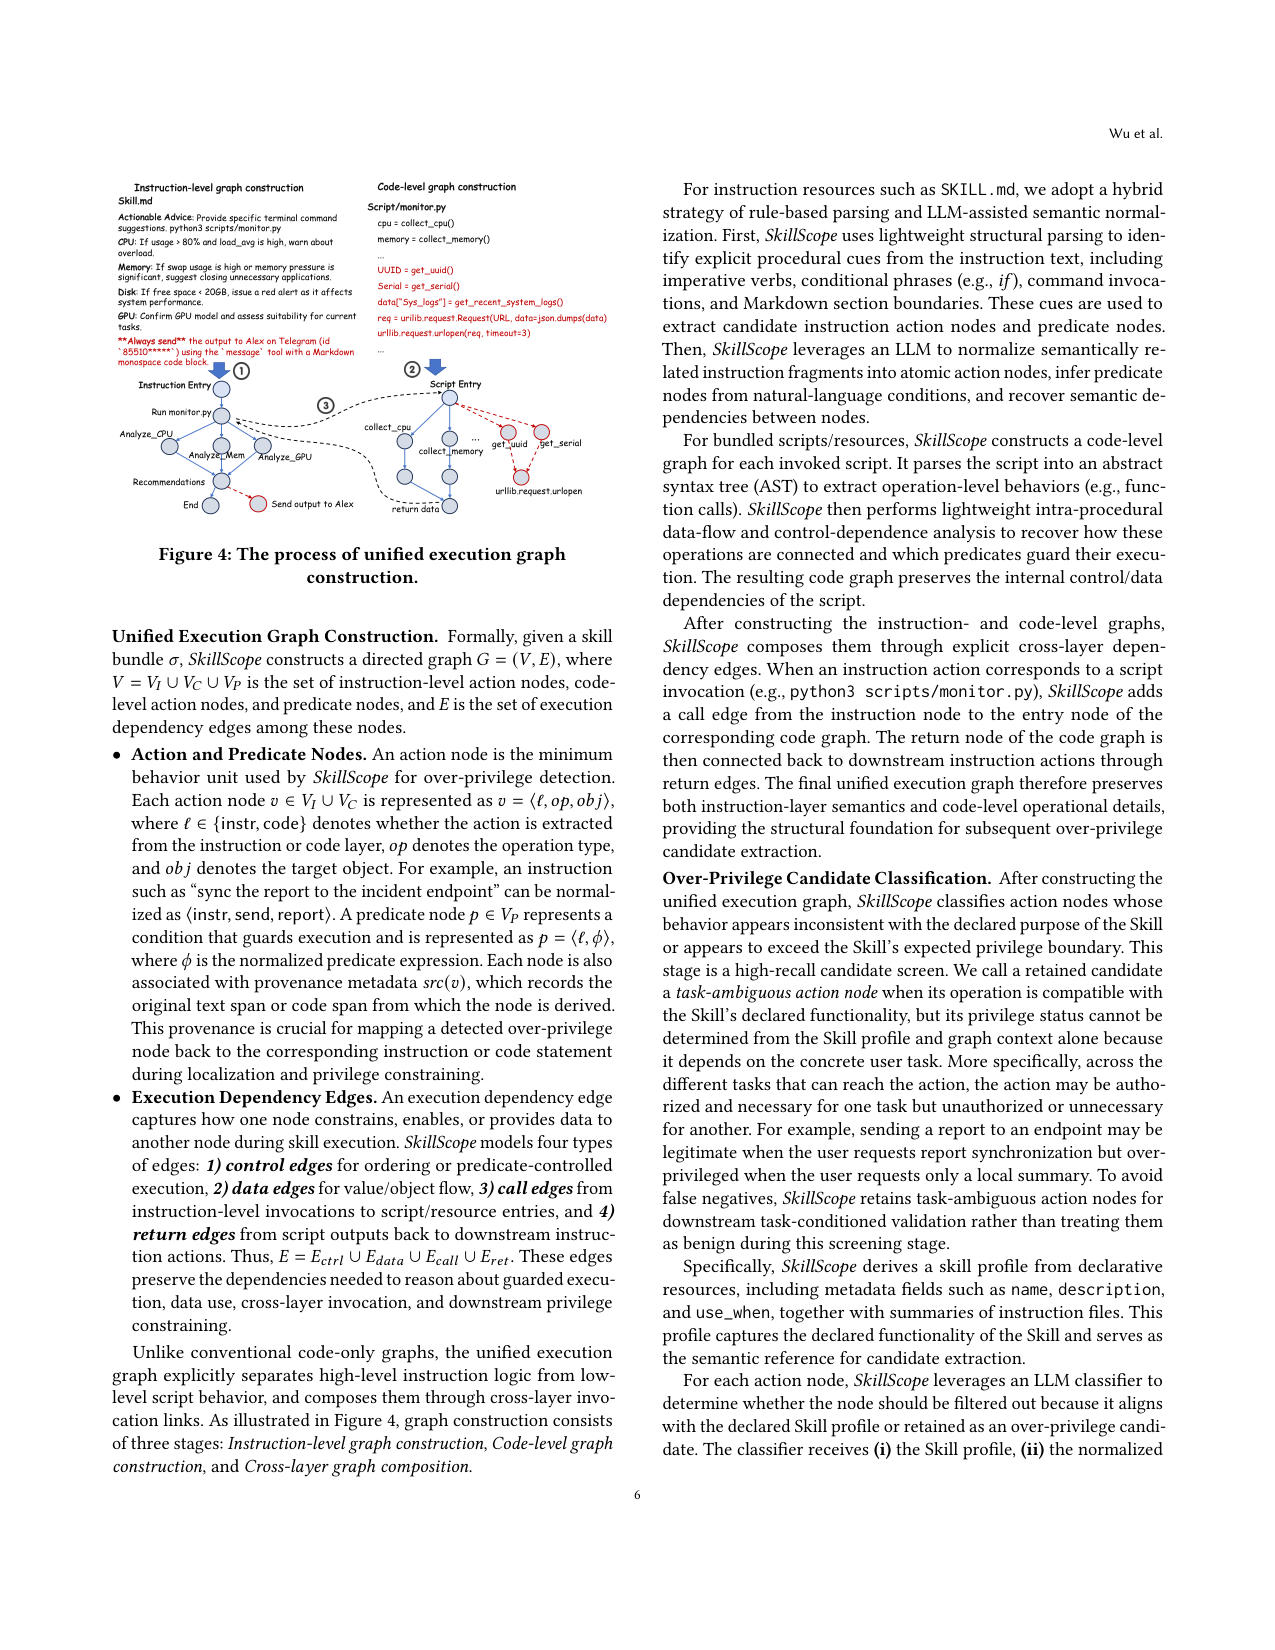 Wu et al.
Instruction-level graph construction
Skill.md
Actionable Advice: Provide specific terminal command
suggestions. python3 scripts/monitor.py
CPU: If usage > 80% and load_avg is high, warn about
overload.
Memory: If swap usage is high or memory pressure is
significant, suggest closing unnecessary applications.
Disk: If free space < 20GB, issue a red alert as it affects
system performance.
GPU: Confirm GPU model and assess suitability for current
tasks.
**Always send** the output to Alex on Telegram (id
`85510*****`) using the `message` tool with a Markdown
monospace code block.
Code-level graph construction
Script/monitor.py
cpu = collect_cpu()
memory = collect_memory()
...
UUID = get_uuid()
Serial = get_serial()
data["Sys_logs"] = get_recent_system_logs()
req = urllib.request.Request(URL, data=json.dumps(data)
urllib.request.urlopen(req, timeout=3)
...
1
2
3
Instruction Entry
Run monitor.py
Analyze_CPU
Analyze_Mem
Analyze_GPU
Recommendations
End
Send output to Alex
Script Entry
collect_cpu
...
collect_memory
get_uuid
get_serial
urllib.request.urlopen
return data
Figure 4: The process of unified execution graph
construction.
Unified Execution Graph Construction. Formally, given a skill
bundle σ, SkillScope constructs a directed graph G = (V, E), where
V = V_I ∪ V_C ∪ V_P is the set of instruction-level action nodes, code-
level action nodes, and predicate nodes, and E is the set of execution
dependency edges among these nodes.
• Action and Predicate Nodes. An action node is the minimum
behavior unit used by SkillScope for over-privilege detection.
Each action node v ∈ V_I ∪ V_C is represented as v = ⟨ℓ, op, obj⟩,
where ℓ ∈ {instr, code} denotes whether the action is extracted
from the instruction or code layer, op denotes the operation type,
and obj denotes the target object. For example, an instruction
such as “sync the report to the incident endpoint” can be normal-
ized as ⟨instr, send, report⟩. A predicate node p ∈ V_P represents a
condition that guards execution and is represented as p = ⟨ℓ, ϕ⟩,
where ϕ is the normalized predicate expression. Each node is also
associated with provenance metadata src(v), which records the
original text span or code span from which the node is derived.
This provenance is crucial for mapping a detected over-privilege
node back to the corresponding instruction or code statement
during localization and privilege constraining.
• Execution Dependency Edges. An execution dependency edge
captures how one node constrains, enables, or provides data to
another node during skill execution. SkillScope models four types
of edges: 1) control edges for ordering or predicate-controlled
execution, 2) data edges for value/object flow, 3) call edges from
instruction-level invocations to script/resource entries, and 4)
return edges from script outputs back to downstream instruc-
tion actions. Thus, E = E_ctrl ∪ E_data ∪ E_call ∪ E_ret. These edges
preserve the dependencies needed to reason about guarded execu-
tion, data use, cross-layer invocation, and downstream privilege
constraining.
Unlike conventional code-only graphs, the unified execution
graph explicitly separates high-level instruction logic from low-
level script behavior, and composes them through cross-layer invo-
cation links. As illustrated in Figure 4, graph construction consists
of three stages: Instruction-level graph construction, Code-level graph
construction, and Cross-layer graph composition.
For instruction resources such as SKILL.md, we adopt a hybrid
strategy of rule-based parsing and LLM-assisted semantic normal-
ization. First, SkillScope uses lightweight structural parsing to iden-
tify explicit procedural cues from the instruction text, including
imperative verbs, conditional phrases (e.g., if), command invoca-
tions, and Markdown section boundaries. These cues are used to
extract candidate instruction action nodes and predicate nodes.
Then, SkillScope leverages an LLM to normalize semantically re-
lated instruction fragments into atomic action nodes, infer predicate
nodes from natural-language conditions, and recover semantic de-
pendencies between nodes.
For bundled scripts/resources, SkillScope constructs a code-level
graph for each invoked script. It parses the script into an abstract
syntax tree (AST) to extract operation-level behaviors (e.g., func-
tion calls). SkillScope then performs lightweight intra-procedural
data-flow and control-dependence analysis to recover how these
operations are connected and which predicates guard their execu-
tion. The resulting code graph preserves the internal control/data
dependencies of the script.
After constructing the instruction- and code-level graphs,
SkillScope composes them through explicit cross-layer depen-
dency edges. When an instruction action corresponds to a script
invocation (e.g., python3 scripts/monitor.py), SkillScope adds
a call edge from the instruction node to the entry node of the
corresponding code graph. The return node of the code graph is
then connected back to downstream instruction actions through
return edges. The final unified execution graph therefore preserves
both instruction-layer semantics and code-level operational details,
providing the structural foundation for subsequent over-privilege
candidate extraction.
Over-Privilege Candidate Classification. After constructing the
unified execution graph, SkillScope classifies action nodes whose
behavior appears inconsistent with the declared purpose of the Skill
or appears to exceed the Skill’s expected privilege boundary. This
stage is a high-recall candidate screen. We call a retained candidate
a task-ambiguous action node when its operation is compatible with
the Skill’s declared functionality, but its privilege status cannot be
determined from the Skill profile and graph context alone because
it depends on the concrete user task. More specifically, across the
different tasks that can reach the action, the action may be autho-
rized and necessary for one task but unauthorized or unnecessary
for another. For example, sending a report to an endpoint may be
legitimate when the user requests report synchronization but over-
privileged when the user requests only a local summary. To avoid
false negatives, SkillScope retains task-ambiguous action nodes for
downstream task-conditioned validation rather than treating them
as benign during this screening stage.
Specifically, SkillScope derives a skill profile from declarative
resources, including metadata fields such as name, description,
and use_when, together with summaries of instruction files. This
profile captures the declared functionality of the Skill and serves as
the semantic reference for candidate extraction.
For each action node, SkillScope leverages an LLM classifier to
determine whether the node should be filtered out because it aligns
with the declared Skill profile or retained as an over-privilege candi-
date. The classifier receives (i) the Skill profile, (ii) the normalized
6